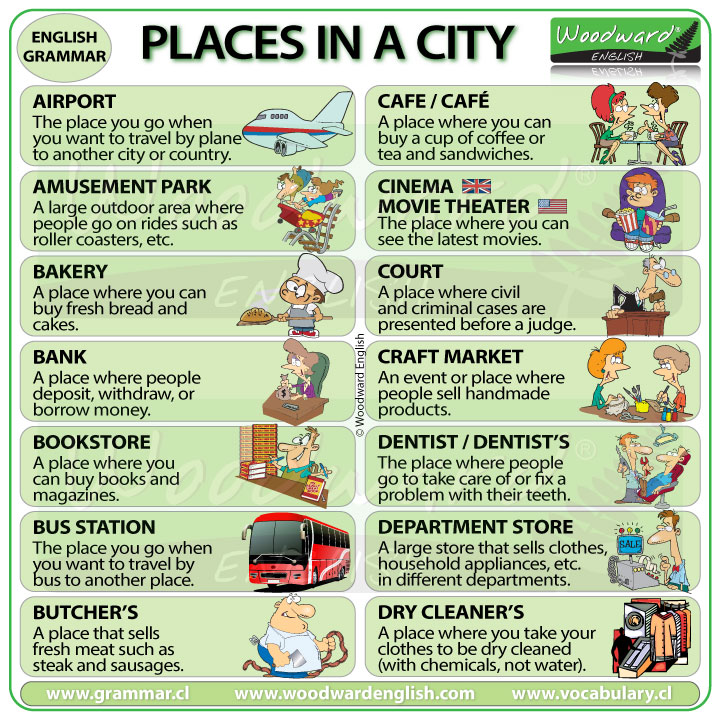 ENGLISH
GRAMMAR
PLACES IN A CITY
Woodward®
ENGLISH
AIRPORT
The place you go when
you want to travel by plane
to another city or country.
AMUSEMENT PARK
A large outdoor area where
people go on rides such as
roller coasters, etc.
BAKERY
A place where you can
buy fresh bread and
cakes.
BANK
A place where people
deposit, withdraw, or
borrow money.
BOOKSTORE
A place where you
can buy books and
magazines.
BUS STATION
The place you go when
you want to travel by
bus to another place.
BUTCHER'S
A place that sells
fresh meat such as
steak and sausages.
© Woodward English
CAFE / CAFÉ
A place where you can
buy a cup of coffee or
tea and sandwiches.
CINEMA
MOVIE THEATER
The place where you can
see the latest movies.
COURT
A place where civil
and criminal cases are
presented before a judge.
CRAFT MARKET
An event or place where
people sell handmade
products.
DENTIST / DENTIST'S
The place where people
go to take care of or fix a
problem with their teeth.
DEPARTMENT STORE
A large store that sells clothes,
household appliances, etc.
in different departments.
SALE
DRY CLEANER'S
A place where you take your
clothes to be dry cleaned
(with chemicals, not water).
www.grammar.cl www.woodwardenglish.com www.vocabulary.cl